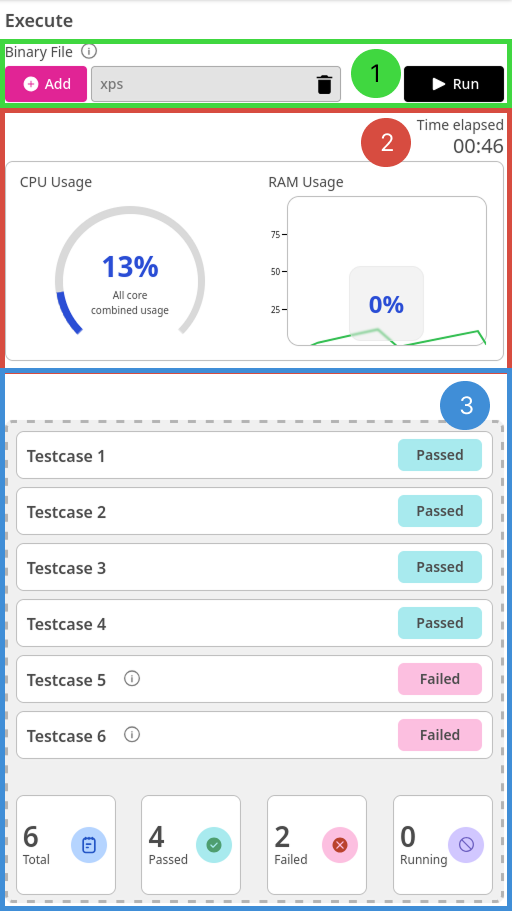 Execute
Binary File
Add
xps
1
Run
2
Time elapsed
00:46
CPU Usage
RAM Usage
13%
All core
combined usage
75
50
25
0%
3
Testcase 1
Passed
Testcase 2
Passed
Testcase 3
Passed
Testcase 4
Passed
Testcase 5
Failed
Testcase 6
Failed
6
Total
4
Passed
2
Failed
0
Running